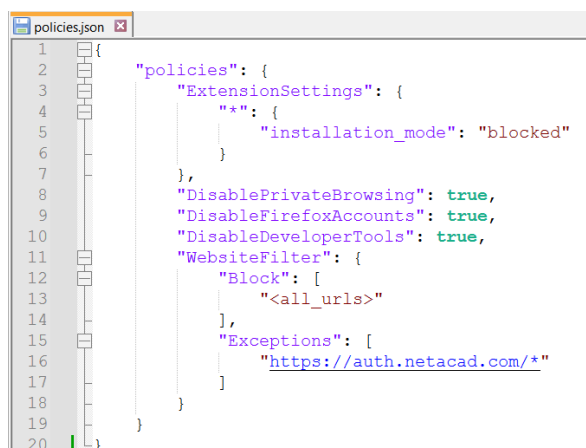 policies.json
1 {
2 "policies": {
3 "ExtensionSettings": {
4 "*": {
5 "installation_mode": "blocked"
6 }
7 },
8 "DisablePrivateBrowsing": true,
9 "DisableFirefoxAccounts": true,
10 "DisableDeveloperTools": true,
11 "WebsiteFilter": {
12 "Block": [
13 "<all_urls>"
14 ],
15 "Exceptions": [
16 "https://auth.netacad.com/*"
17 ]
18 }
19 }
20 }